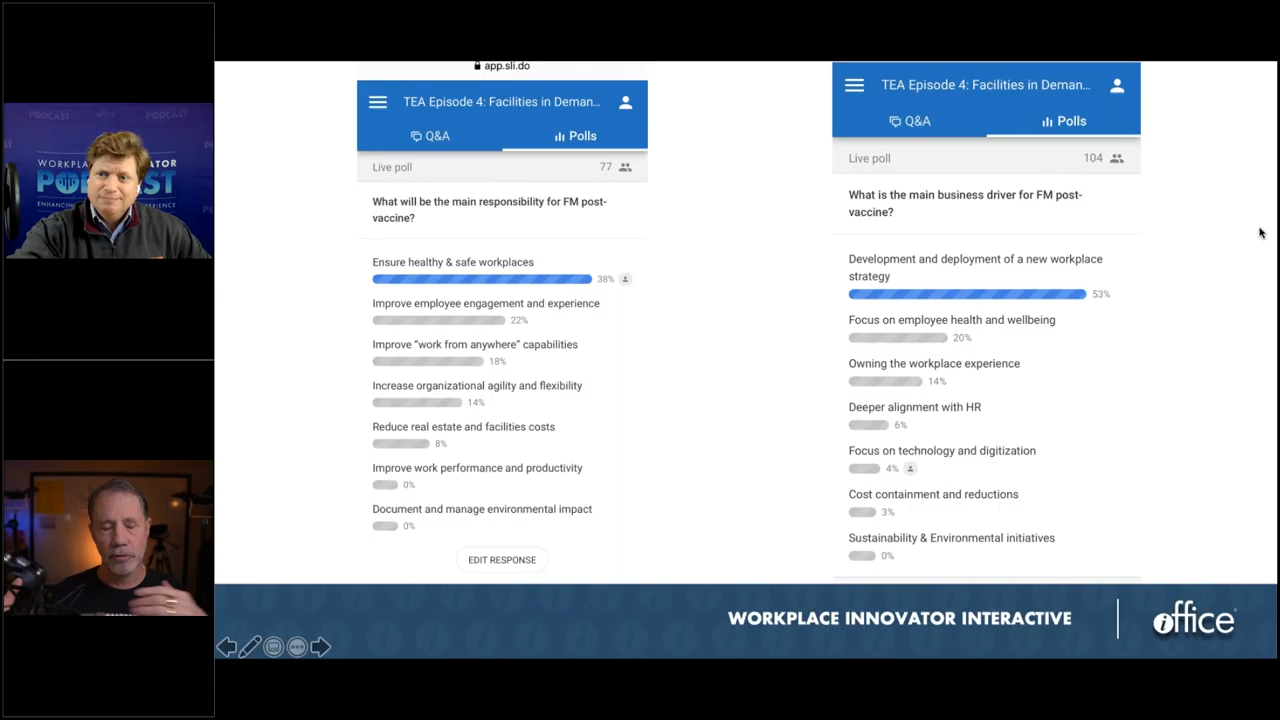 PODCAST
WORKPLACE INNOVATOR
PODCAST
app.sli.do
TEA Episode 4: Facilities in Deman...
Q&A
Polls
Live poll
77
What will be the main responsibility for FM post-
vaccine?
Ensure healthy & safe workplaces
38%
Improve employee engagement and experience
22%
Improve “work from anywhere” capabilities
18%
Increase organizational agility and flexibility
14%
Reduce real estate and facilities costs
8%
Improve work performance and productivity
0%
Document and manage environmental impact
0%
EDIT RESPONSE
TEA Episode 4: Facilities in Deman...
Q&A
Polls
Live poll
104
What is the main business driver for FM post-
vaccine?
Development and deployment of a new workplace
strategy
53%
Focus on employee health and wellbeing
20%
Owning the workplace experience
14%
Deeper alignment with HR
6%
Focus on technology and digitization
4%
Cost containment and reductions
3%
Sustainability & Environmental initiatives
0%
WORKPLACE INNOVATOR INTERACTIVE
iOffice